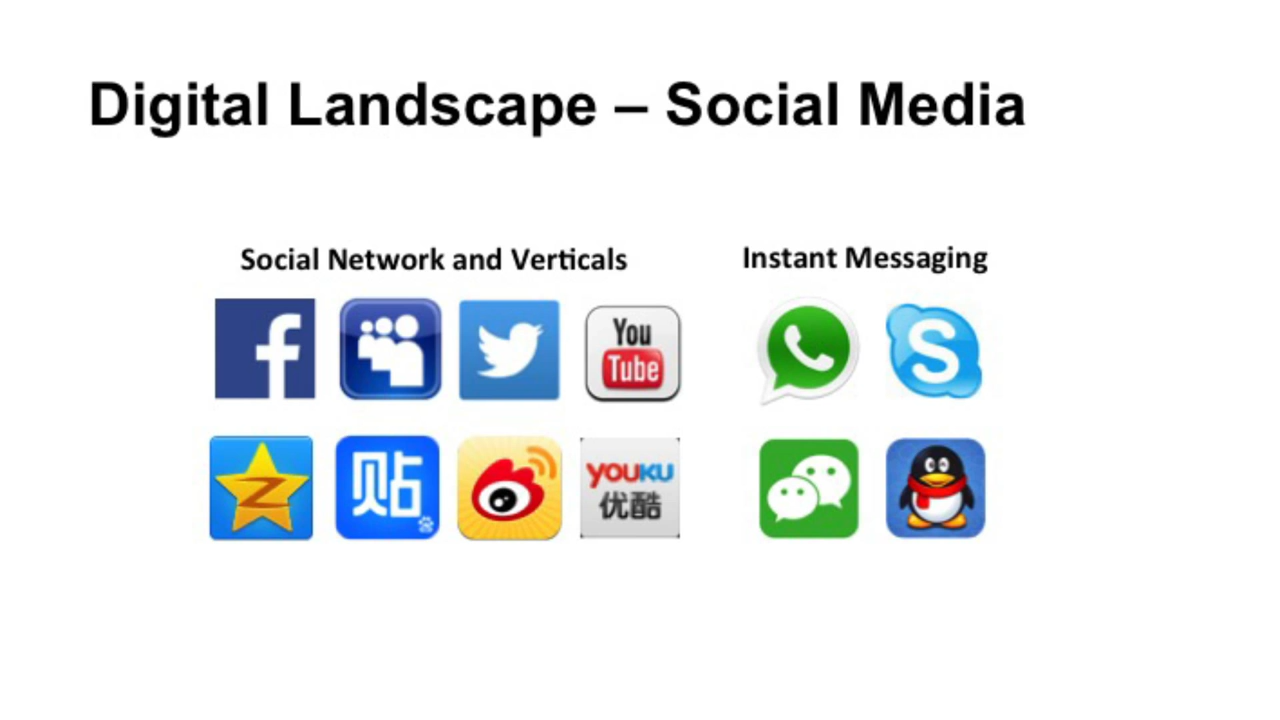 Digital Landscape – Social Media
Social Network and Verticals
Instant Messaging
f
You
Tube
S
Z
贴
YOUKU
优酷